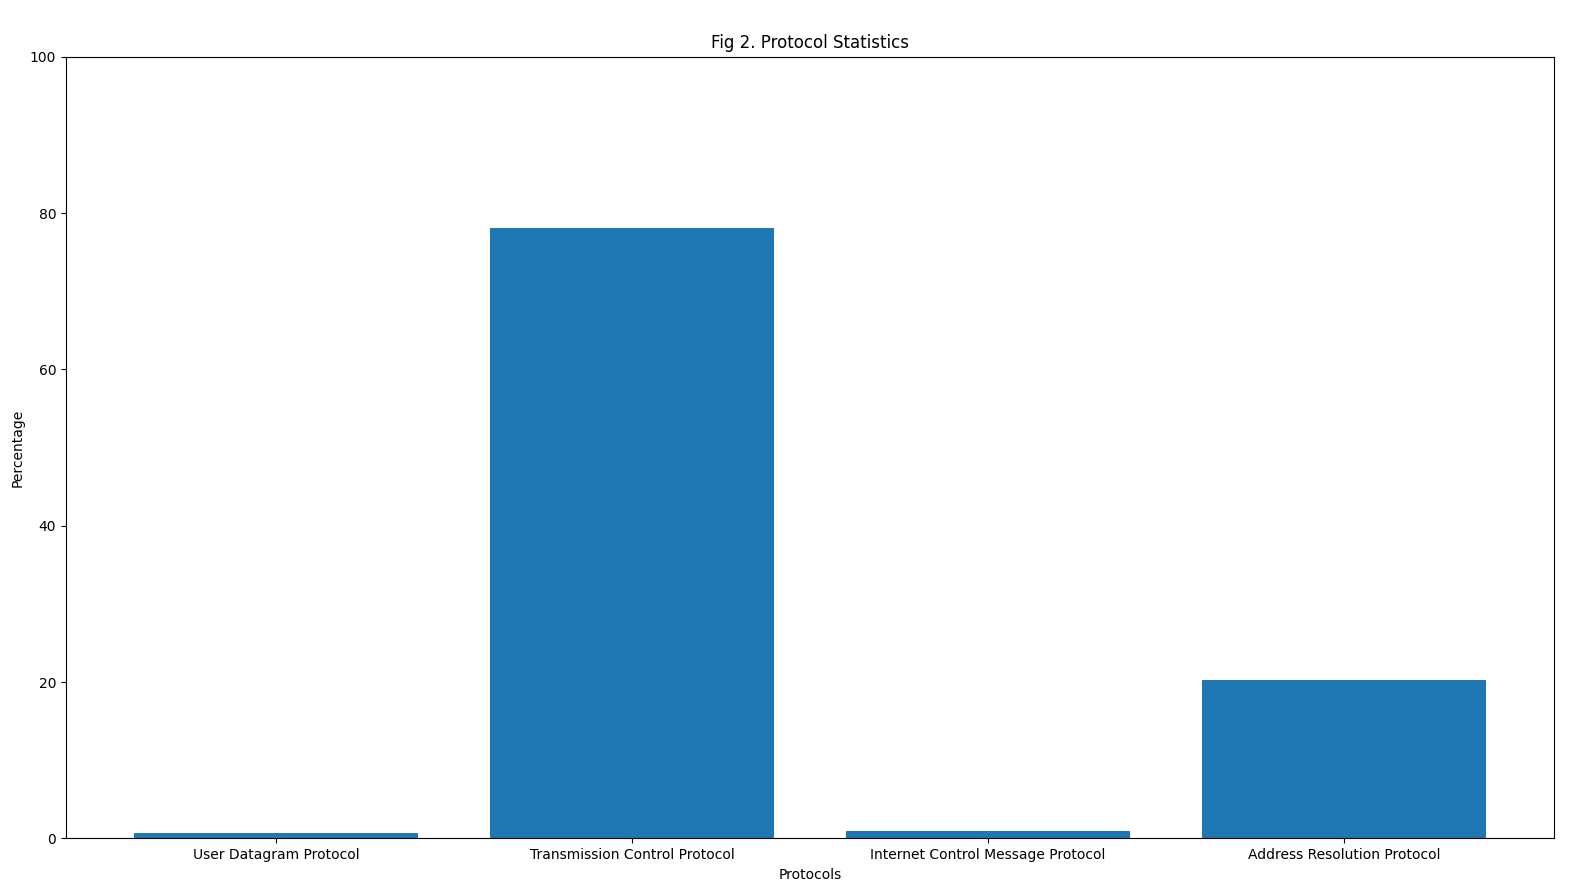 Fig 2. Protocol Statistics
100
80
60
40
20
0
Percentage
User Datagram Protocol
Transmission Control Protocol
Internet Control Message Protocol
Address Resolution Protocol
Protocols